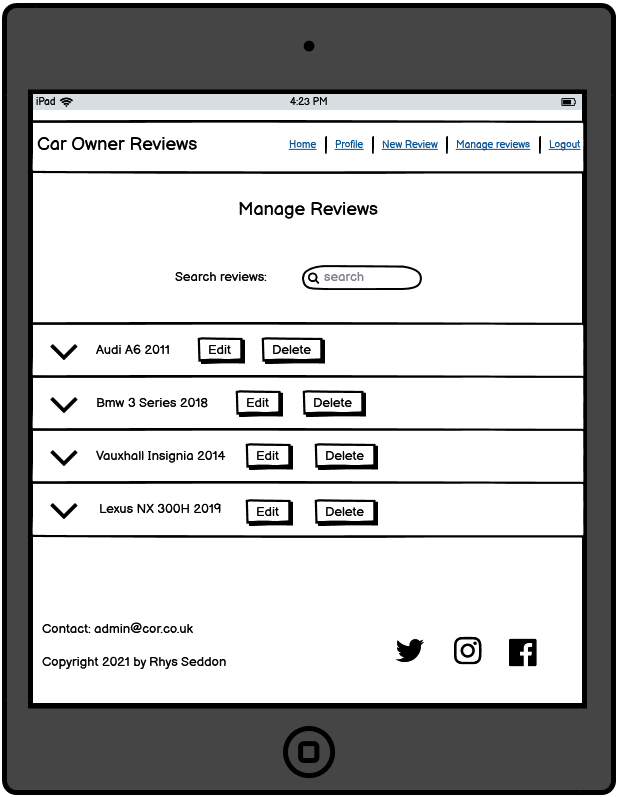 iPad 4:23 PM
Car Owner Reviews Home Profile New Review Manage reviews Logout
Manage Reviews
Search reviews: search
Audi A6 2011 Edit Delete
Bmw 3 Series 2018 Edit Delete
Vauxhall Insignia 2014 Edit Delete
Lexus NX 300H 2019 Edit Delete
Contact: admin@cor.co.uk
Copyright 2021 by Rhys Seddon